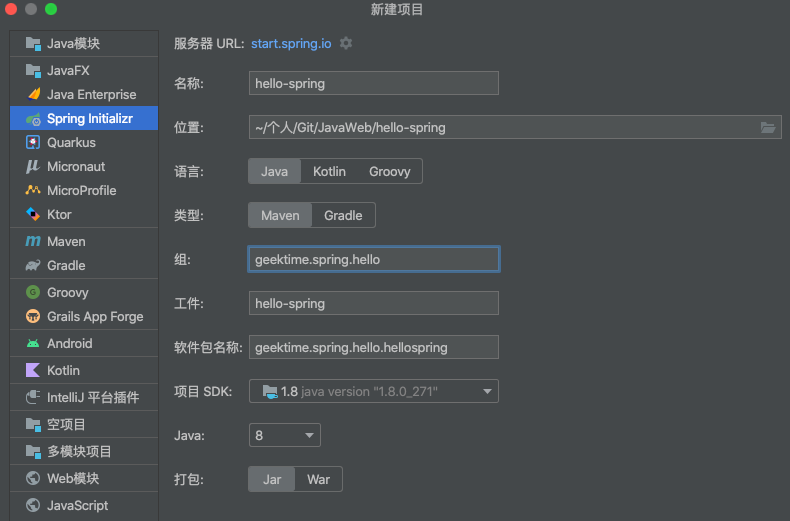 新建项目
Java模块
JavaFX
Java Enterprise
Spring Initializr
Quarkus
Micronaut
MicroProfile
Ktor
Maven
Gradle
Groovy
Grails App Forge
Android
Kotlin
IntelliJ 平台插件
空项目
多模块项目
Web模块
JavaScript
服务器 URL: start.spring.io
名称: hello-spring
位置: ~/个人/Git/JavaWeb/hello-spring
语言: Java Kotlin Groovy
类型: Maven Gradle
组: geektime.spring.hello
工件: hello-spring
软件包名称: geektime.spring.hello.hellospring
项目 SDK: 1.8 java version "1.8.0_271"
Java: 8
打包: Jar War